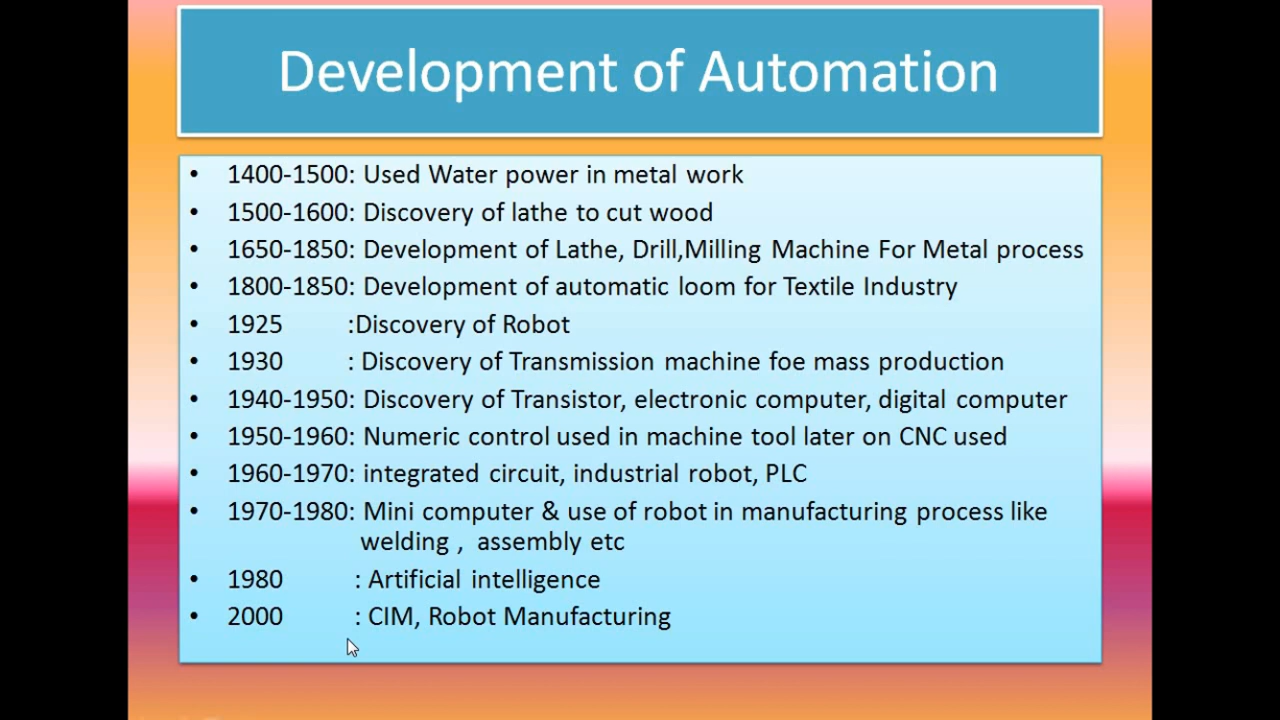 Development of Automation
• 1400-1500: Used Water power in metal work
• 1500-1600: Discovery of lathe to cut wood
• 1650-1850: Development of Lathe, Drill,Milling Machine For Metal process
• 1800-1850: Development of automatic loom for Textile Industry
• 1925 :Discovery of Robot
• 1930 : Discovery of Transmission machine foe mass production
• 1940-1950: Discovery of Transistor, electronic computer, digital computer
• 1950-1960: Numeric control used in machine tool later on CNC used
• 1960-1970: integrated circuit, industrial robot, PLC
• 1970-1980: Mini computer & use of robot in manufacturing process like
welding , assembly etc
• 1980 : Artificial intelligence
• 2000 : CIM, Robot Manufacturing